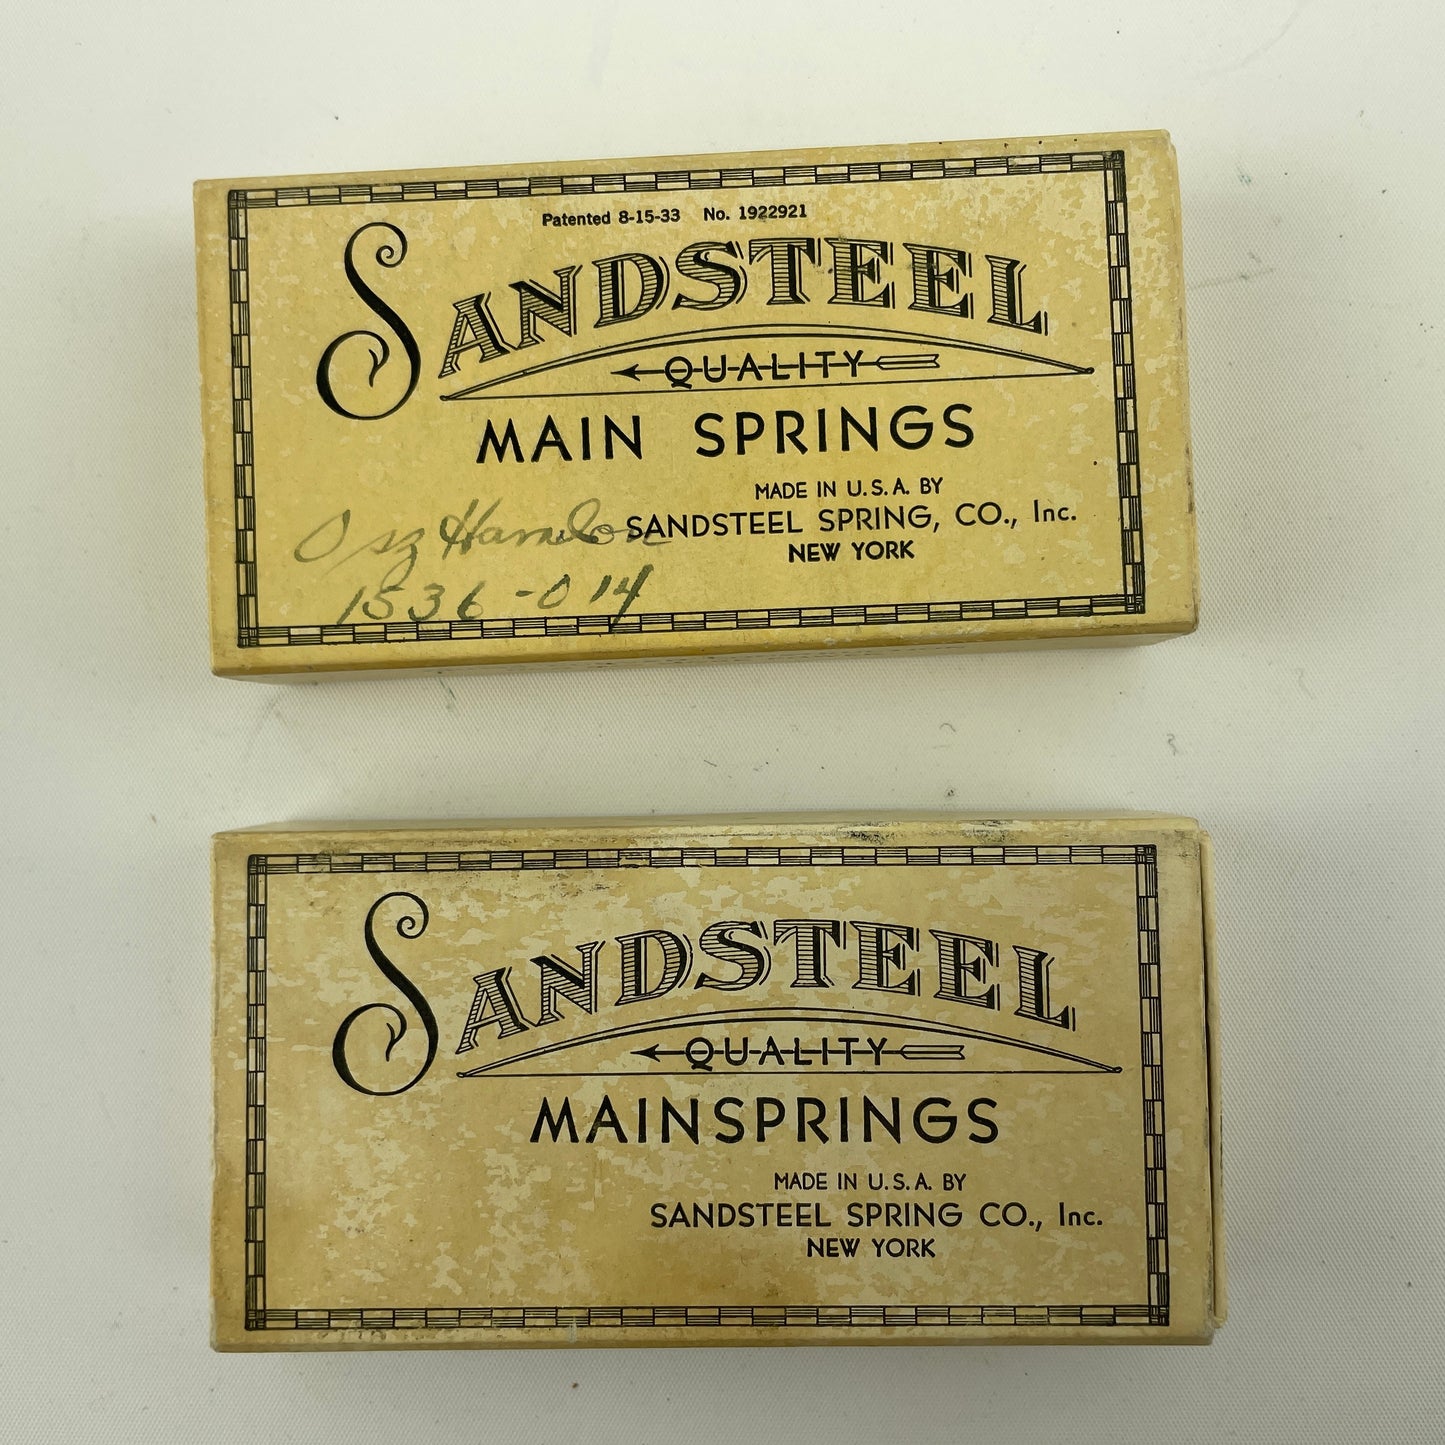 Patented 8-15-33 No. 1922921
SANDSTEEL
QUALITY
MAIN SPRINGS
MADE IN U.S.A. BY
SANDSTEEL SPRING, CO., Inc.
NEW YORK
1536-014
SANDSTEEL
QUALITY
MAINSPRINGS
MADE IN U.S.A. BY
SANDSTEEL SPRING CO., Inc.
NEW YORK